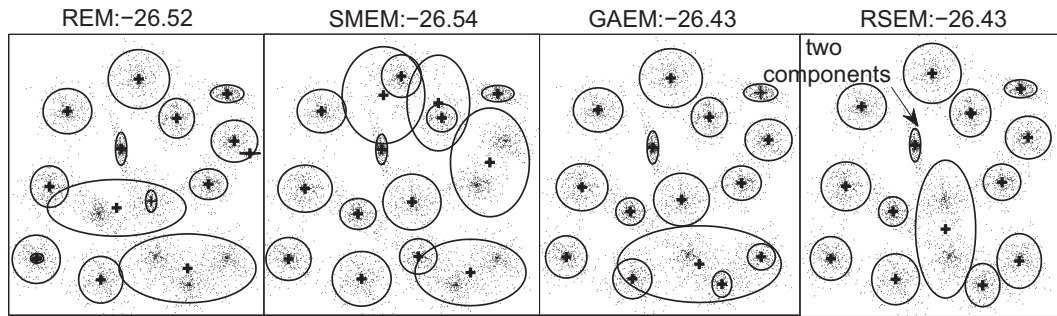 REM:−26.52
SMEM:−26.54
GAEM:−26.43
RSEM:−26.43
two
components